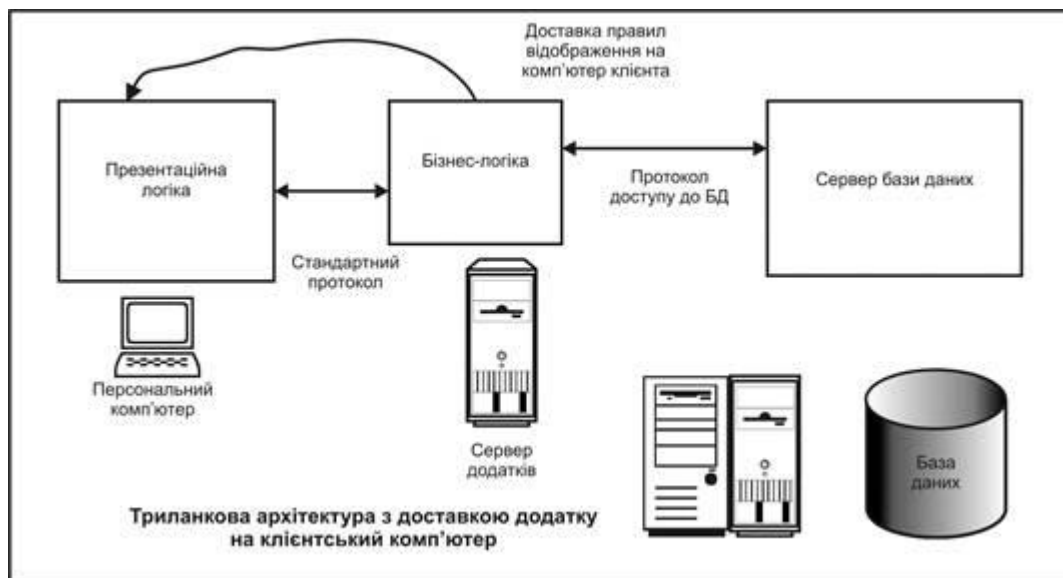 Доставка правил
відображення на
комп'ютер клієнта
Презентаційна
логіка
Бізнес-логіка
Сервер бази даних
Протокол
доступу до БД
Стандартний
протокол
Персональний
комп'ютер
Сервер
додатків
База
даних
Триланкова архітектура з доставкою додатку
на клієнтський комп'ютер